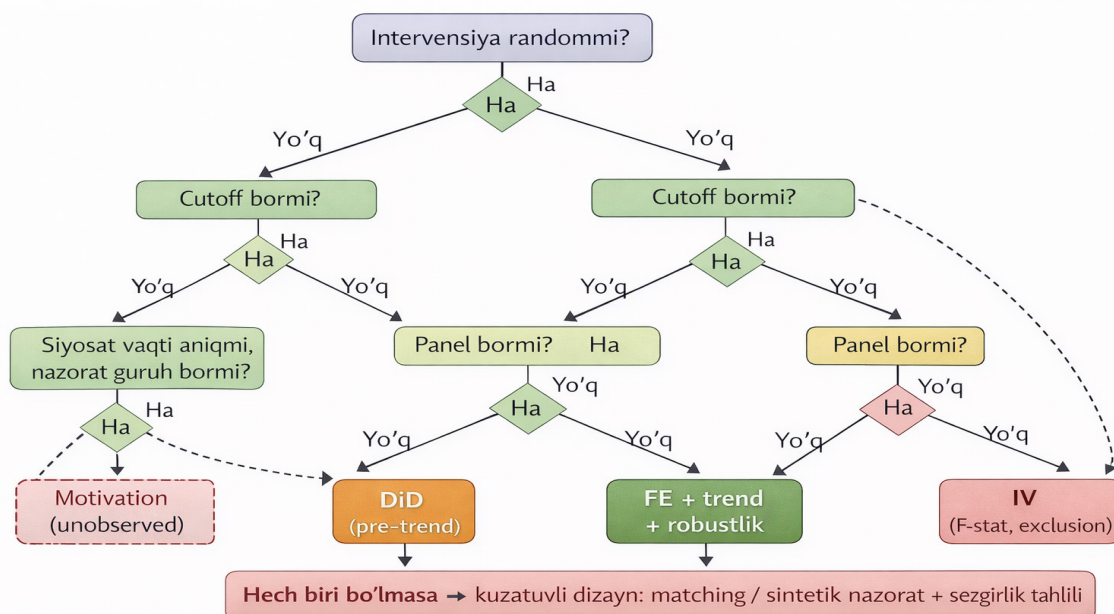 Intervensiya randommi?
Ha
Ha
Yo'q
Yo'q
Cutoff bormi?
Cutoff bormi?
Ha
Ha
Ha
Ha
Yo'q
Yo'q
Yo'q
Yo'q
Siyosat vaqti aniqmi,
nazorat guruh bormi?
Panel bormi? Ha
Panel bormi?
Ha
Ha
Yo'q
Ha
Yo'q
Ha
Yo'q
Yo'q
Yo'q
Yo'q
Motivation
(unobserved)
DiD
(pre-trend)
FE + trend
+ robustlik
IV
(F-stat, exclusion)
Hech biri bo'lmasa → kuzatuvli dizayn: matching / sintetik nazorat + sezgirlik tahlili